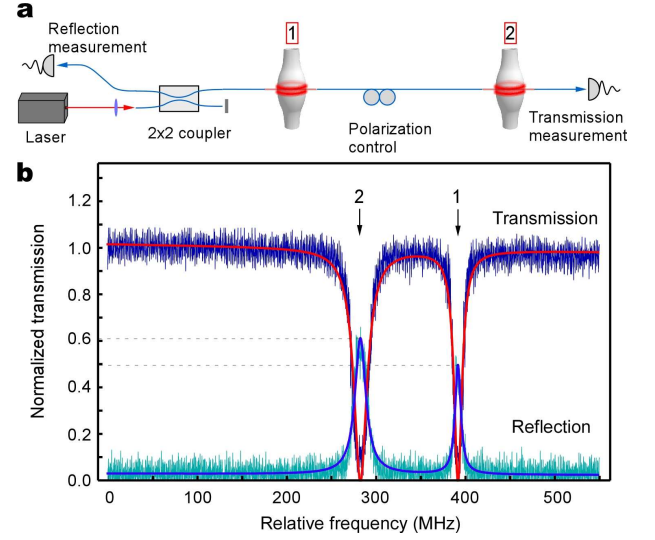 a
Reflection
measurement
1
2
Laser
2x2 coupler
Polarization
control
Transmission
measurement
b
2
1
Transmission
Reflection
Normalized transmission
1.2
1.0
0.8
0.6
0.4
0.2
0.0
0 100 200 300 390 400 500
Relative frequency (MHz)